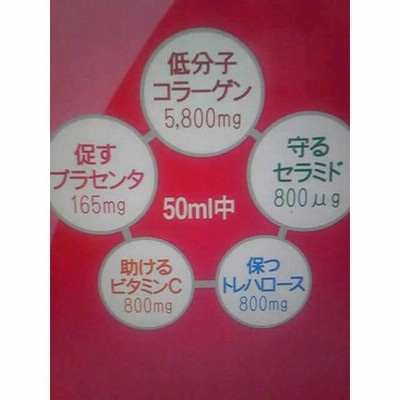 低分子
コラーゲン
5,800mg
促す
プラセンタ
165mg
守る
セラミド
800μg
50ml中
助ける
ビタミンC
800mg
保つ
トレハロース
800mg